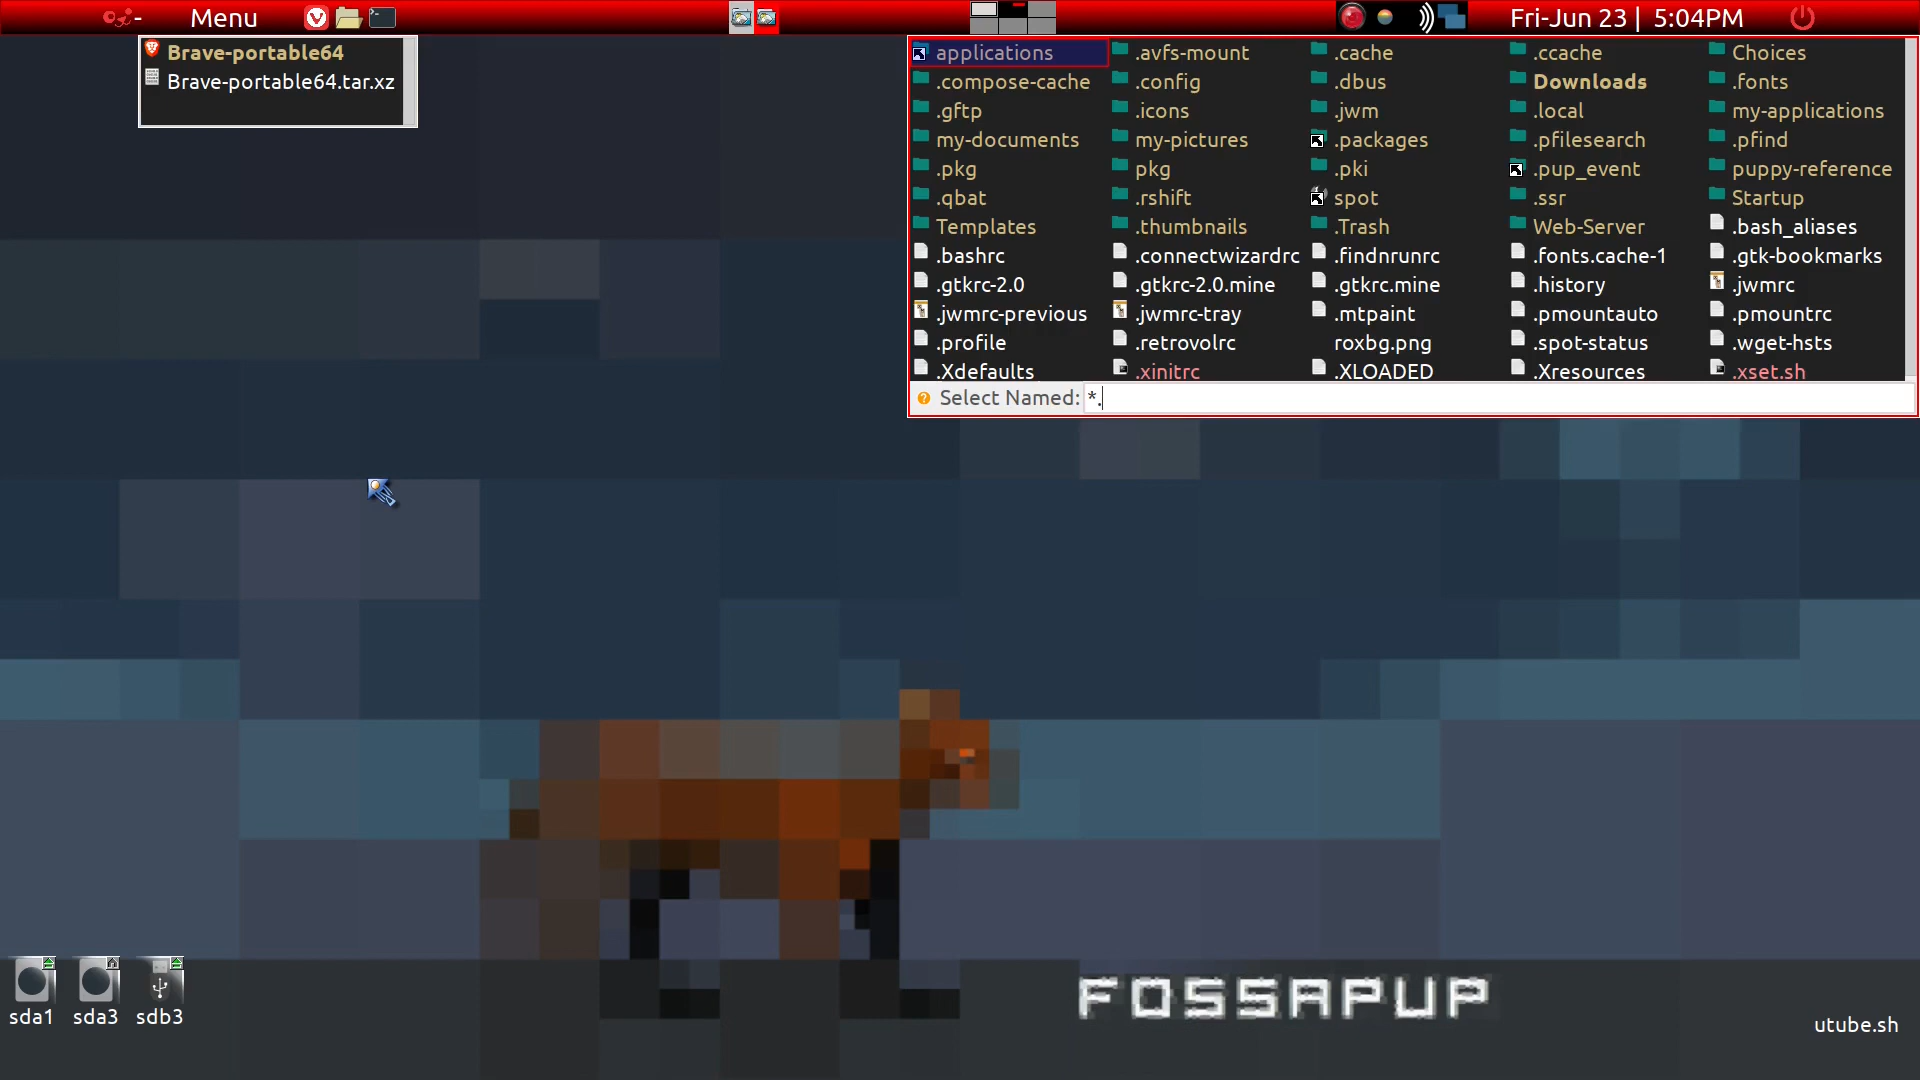 Menu
Fri-Jun 23 | 5:04PM
Brave-portable64
Brave-portable64.tar.xz
applications .avfs-mount .cache .ccache Choices
.compose-cache .config .dbus Downloads .fonts
.gftp .icons .jwm .local my-applications
my-documents my-pictures .packages .pfilesearch .pfind
.pkg pkg .pki .pup_event puppy-reference
.qbat .rshift spot .ssr Startup
Templates .thumbnails .Trash Web-Server .bash_aliases
.bashrc .connectwizardrc .findnrunrc .fonts.cache-1 .gtk-bookmarks
.gtkrc-2.0 .gtkrc-2.0.mine .gtkrc.mine .history .jwmrc
.jwmrc-previous .jwmrc-tray .mtpaint .pmountauto .pmountrc
.profile .retrovolrc roxbg.png .spot-status .wget-hsts
.Xdefaults .xinitrc .XLOADED .Xresources .xset.sh
Select Named: *.
FOSSAPUP
sda1 sda3 sdb3
utube.sh